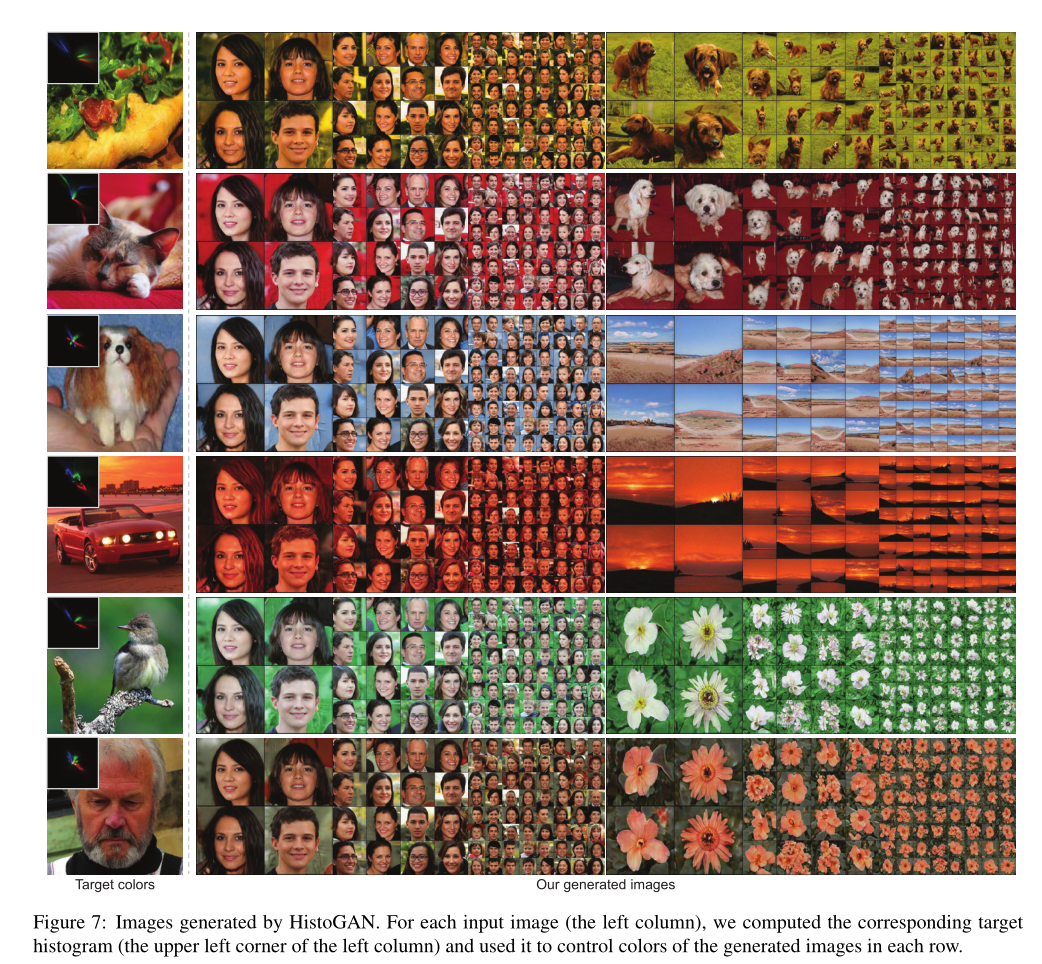 Target colors
Our generated images
Figure 7: Images generated by HistoGAN. For each input image (the left column), we computed the corresponding target
histogram (the upper left corner of the left column) and used it to control colors of the generated images in each row.